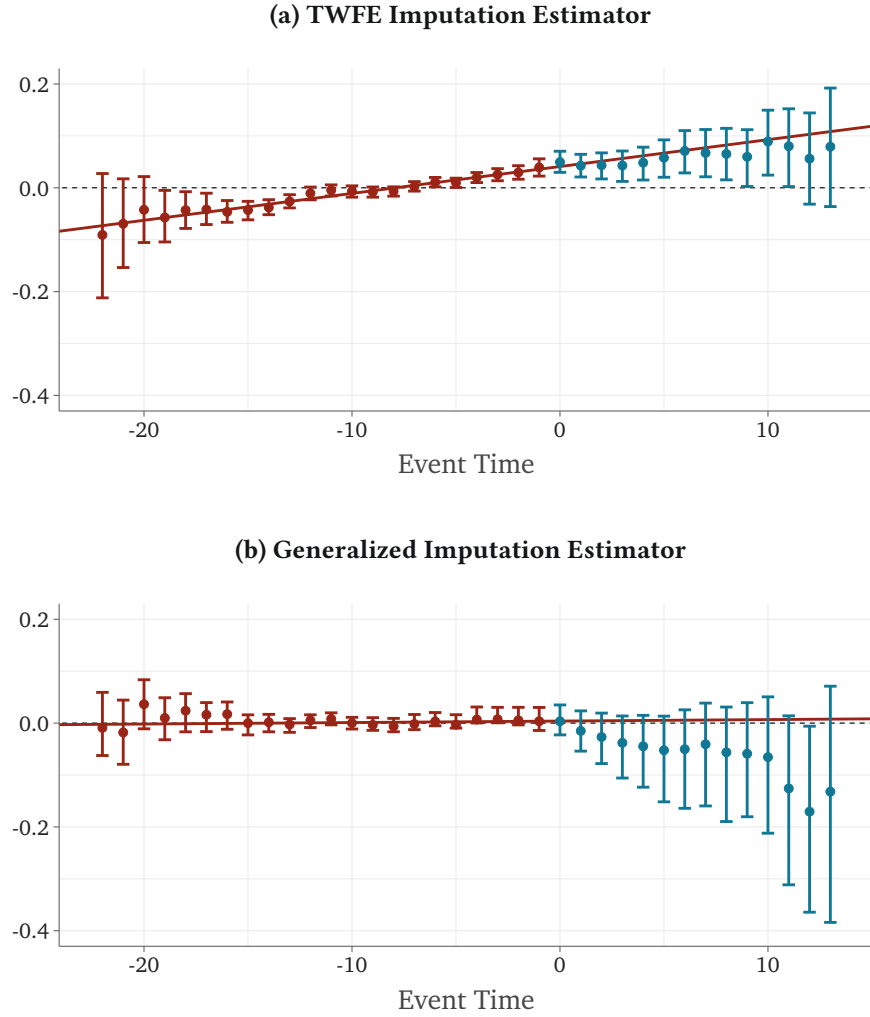 (a) TWFE Imputation Estimator
0.2
0.0
-0.2
-0.4
-20 -10 0 10
Event Time
(b) Generalized Imputation Estimator
0.2
0.0
-0.2
-0.4
-20 -10 0 10
Event Time